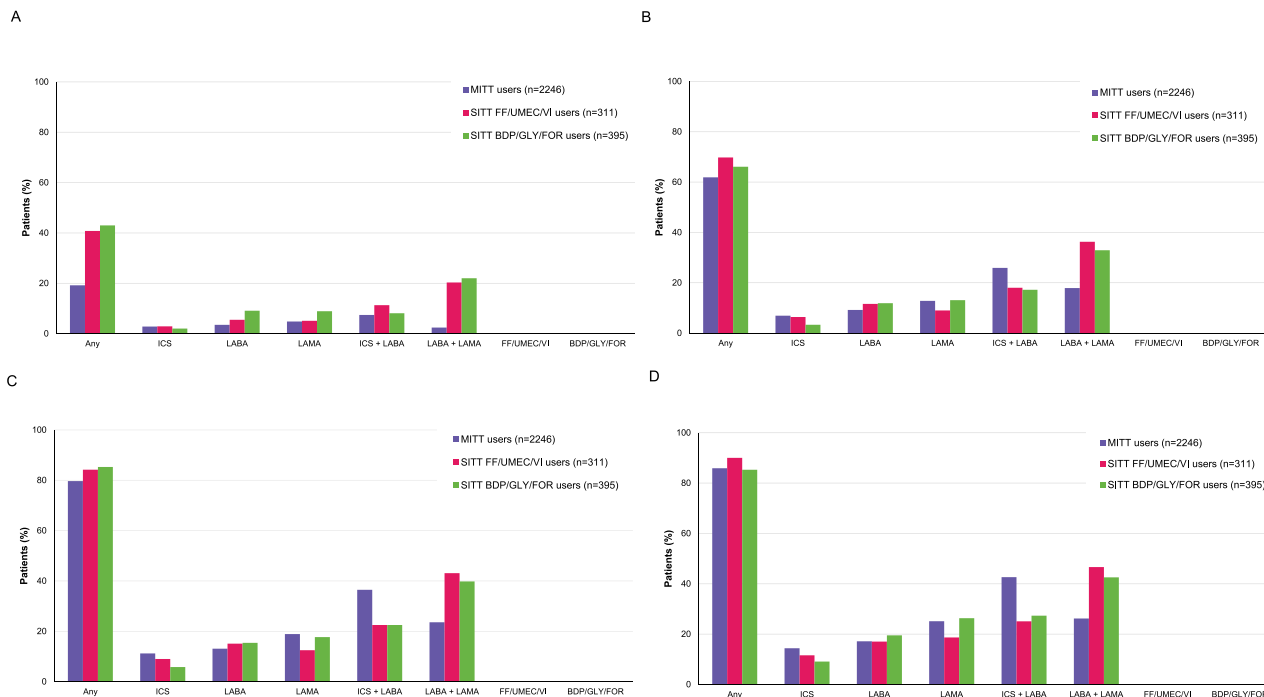 A
100
80
60
40
20
0
Patients (%)
MITT users (n=2246)
SITT FF/UMEC/VI users (n=311)
SITT BDP/GLY/FOR users (n=395)
Any ICS LABA LAMA ICS + LABA LABA + LAMA FF/UMEC/VI BDP/GLY/FOR
B
100
80
60
40
20
0
Patients (%)
MITT users (n=2246)
SITT FF/UMEC/VI users (n=311)
SITT BDP/GLY/FOR users (n=395)
Any ICS LABA LAMA ICS + LABA LABA + LAMA FF/UMEC/VI BDP/GLY/FOR
C
100
80
60
40
20
0
Patients (%)
MITT users (n=2246)
SITT FF/UMEC/VI users (n=311)
SITT BDP/GLY/FOR users (n=395)
Any ICS LABA LAMA ICS + LABA LABA + LAMA FF/UMEC/VI BDP/GLY/FOR
D
100
80
60
40
20
0
Patients (%)
MITT users (n=2246)
SITT FF/UMEC/VI users (n=311)
SITT BDP/GLY/FOR users (n=395)
Any ICS LABA LAMA ICS + LABA LABA + LAMA FF/UMEC/VI BDP/GLY/FOR